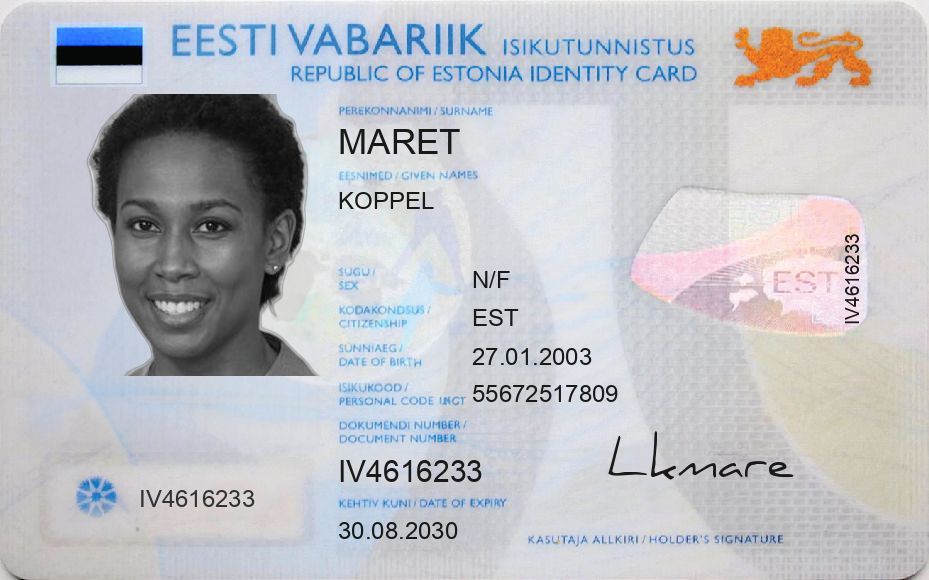 EESTI VABARIIK ISIKUTUNNISTUS
REPUBLIC OF ESTONIA IDENTITY CARD
PEREKONNANIMI / SURNAME
MARET
EESNIMED / GIVEN NAMES
KOPPEL
SUGU /
SEX
N/F
KODAKONDSUS /
CITIZENSHIP
EST
SÜNNIAEG /
DATE OF BIRTH
27.01.2003
ISIKUKOOD /
PERSONAL CODE
55672517809
DOKUMENDI NUMBER /
DOCUMENT NUMBER
IV4616233
KEHTIV KUNI / DATE OF EXPIRY
30.08.2030
IV4616233
EST
IV4616233
Lkmare
KASUTAJA ALLKIRI / HOLDER'S SIGNATURE